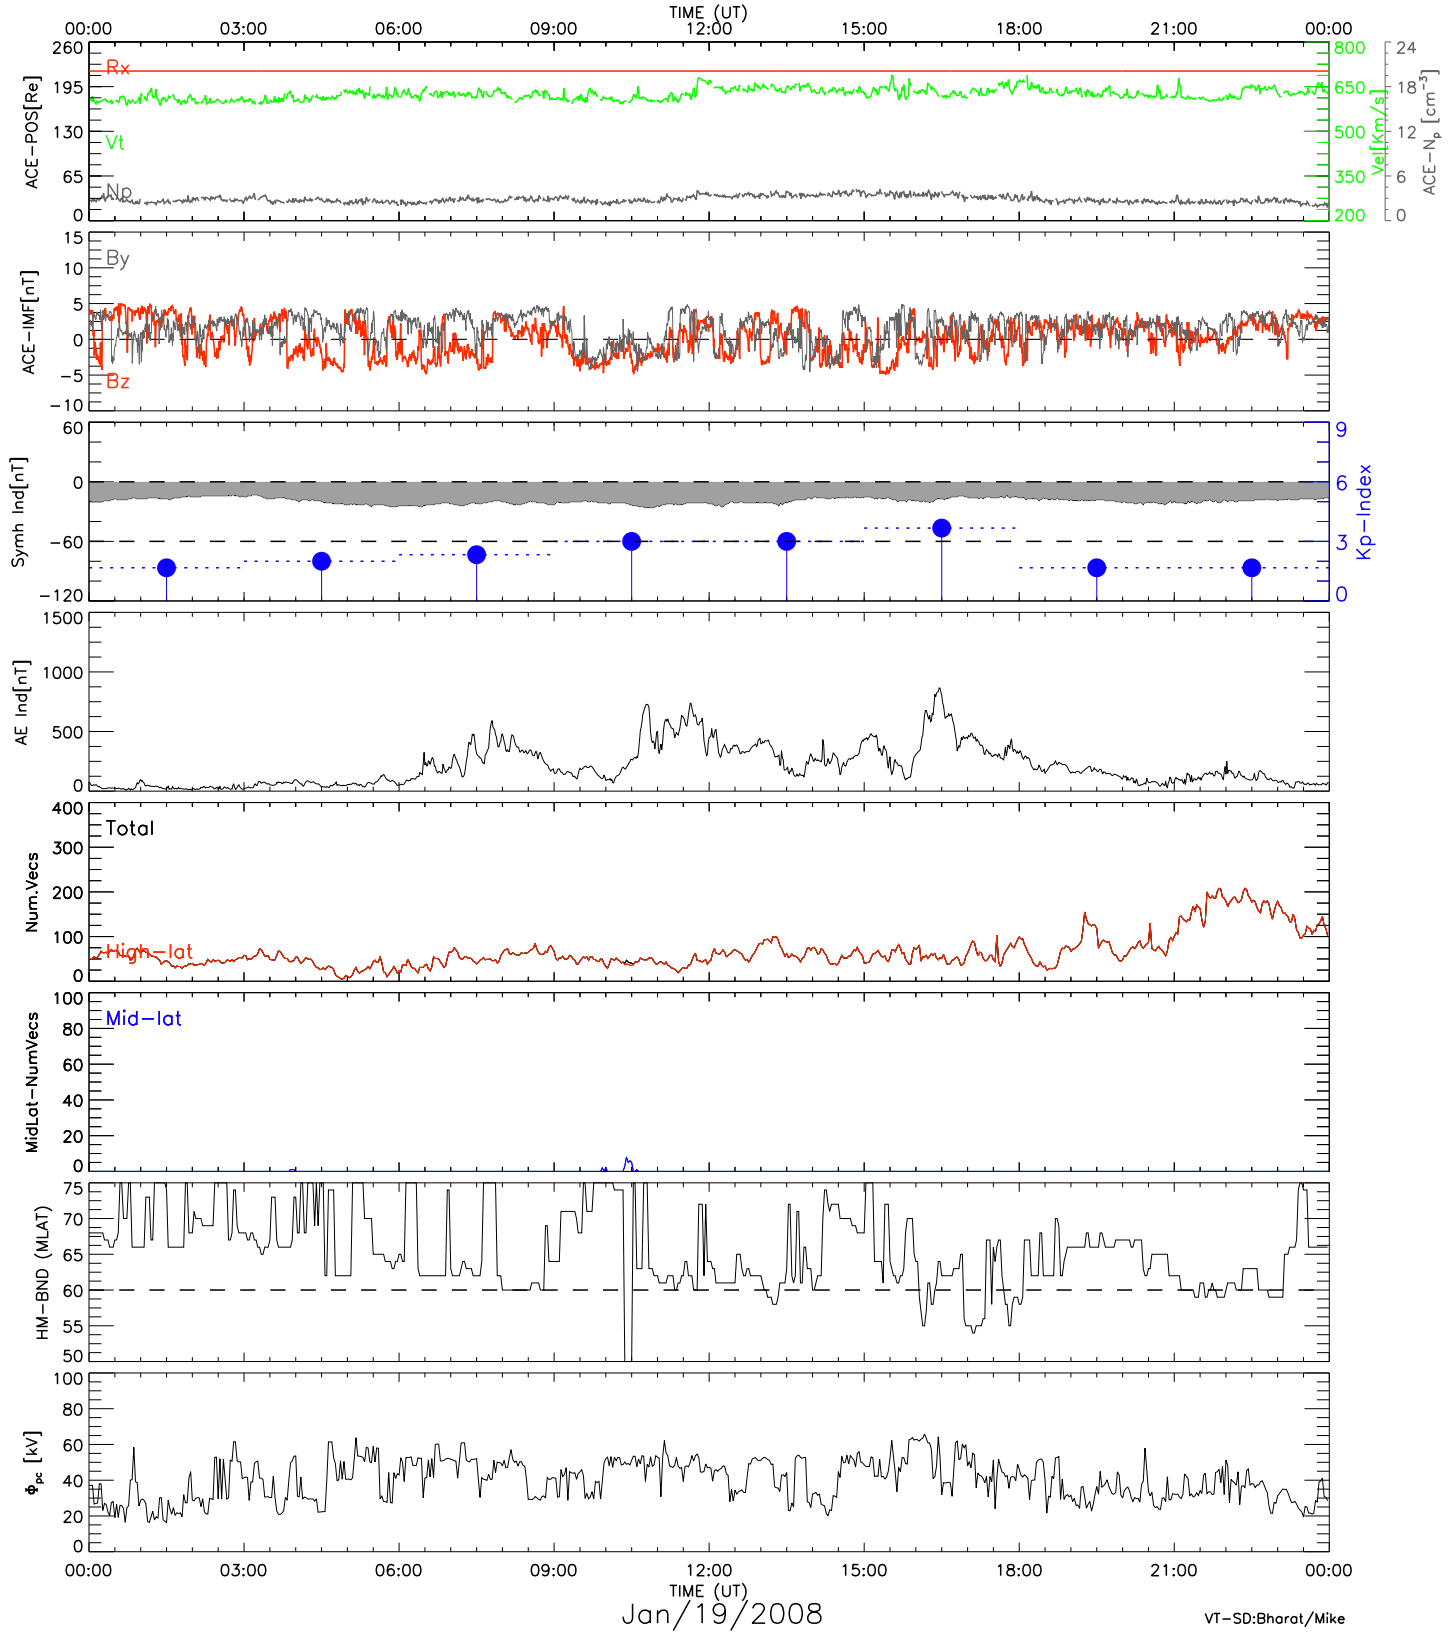 TIME (UT)
00:00 03:00 06:00 09:00 12:00 15:00 18:00 21:00 00:00
ACE-POS[Re]
260
195
130
65
0
Rx
Vt
Np
800
650
500
350
200
Vel[Km/s]
24
18
12
6
0
ACE-Np [cm-3]
ACE-IMF[nT]
15
10
5
0
-5
-10
By
Bz
Symh Ind[nT]
60
0
-60
-120
9
6
3
0
Kp-Index
AE Ind[nT]
1500
1000
500
0
Num.Vecs
400
300
200
100
0
Total
High-lat
MidLat-NumVecs
100
80
60
40
20
0
Mid-lat
HM-BND (MLAT)
75
70
65
60
55
50
Φpc [kV]
100
80
60
40
20
0
00:00 03:00 06:00 09:00 12:00 15:00 18:00 21:00 00:00
TIME (UT)
Jan/19/2008
VT-SD:Bharat/Mike